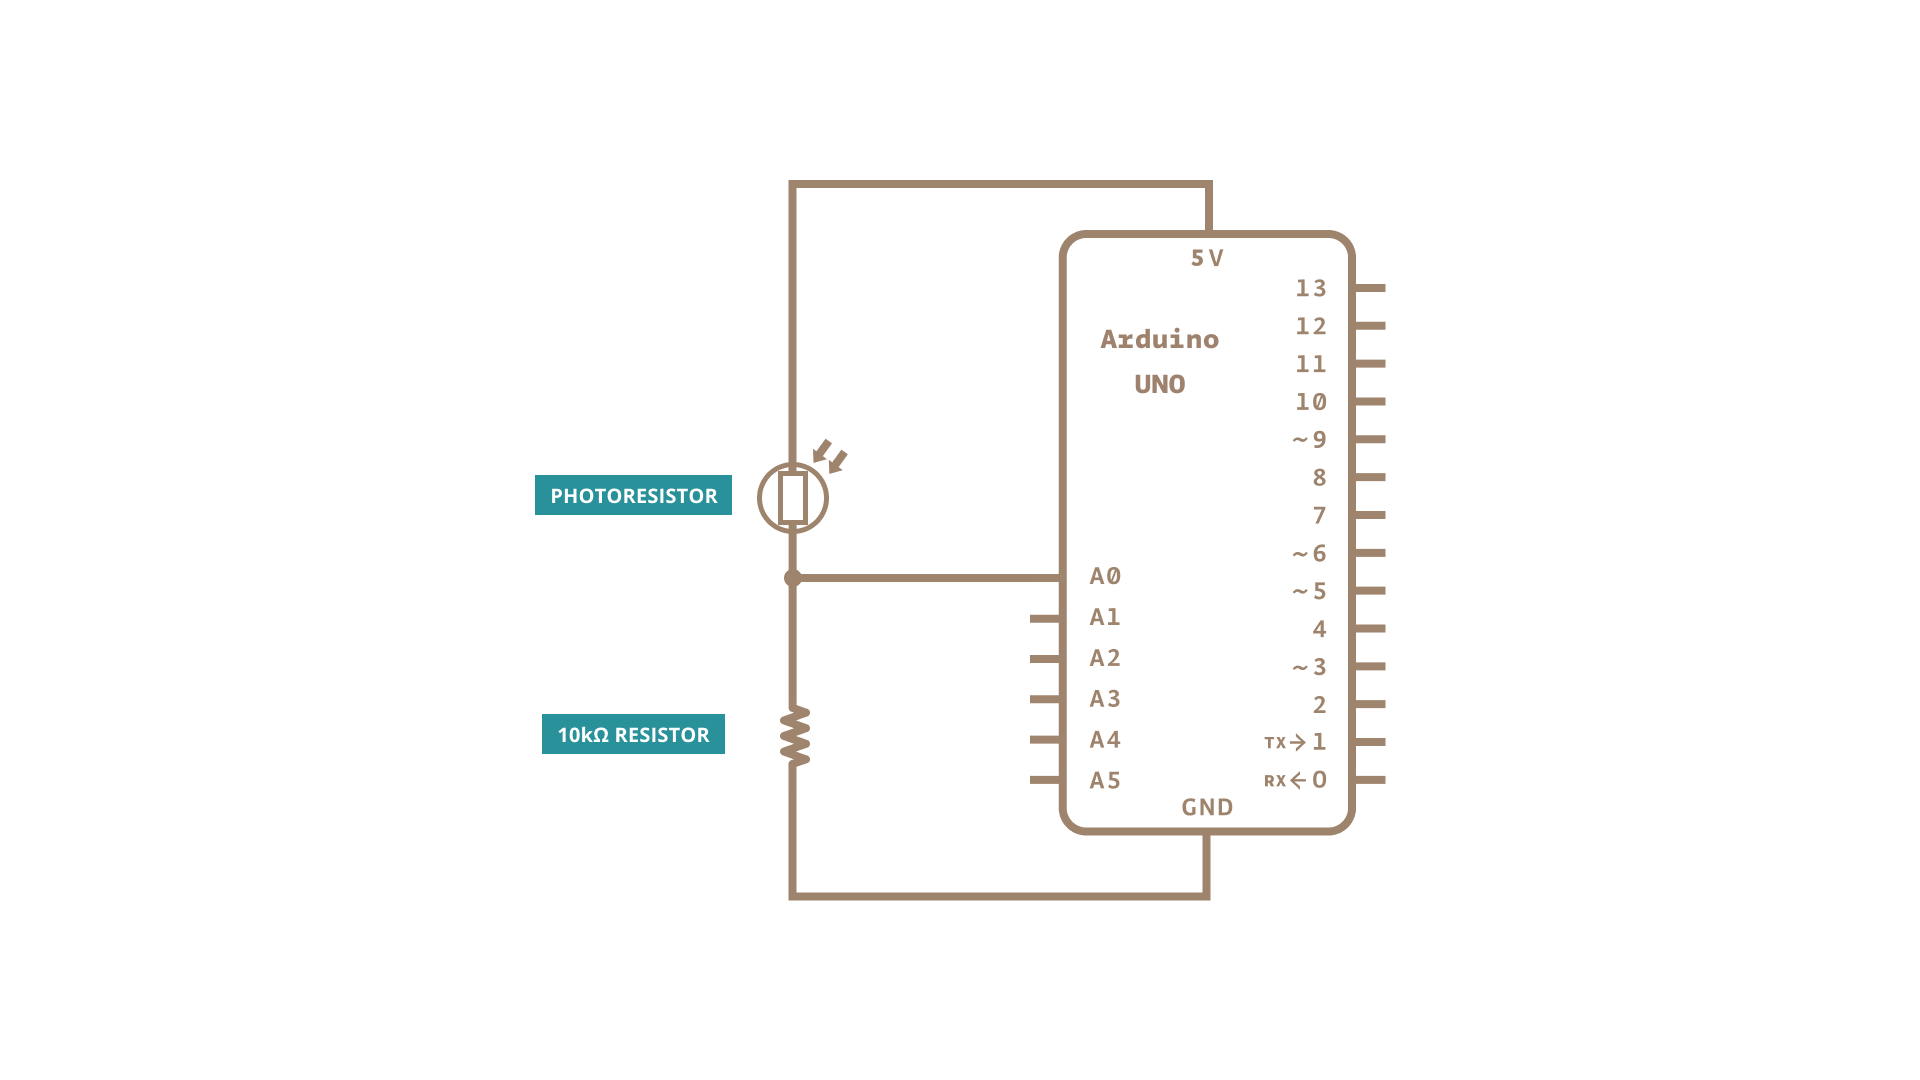 5V
Arduino
UNO
13
12
11
10
~9
8
7
~6
~5
4
~3
2
TX→1
RX←0
PHOTORESISTOR
A0
A1
A2
A3
A4
A5
10kΩ RESISTOR
GND